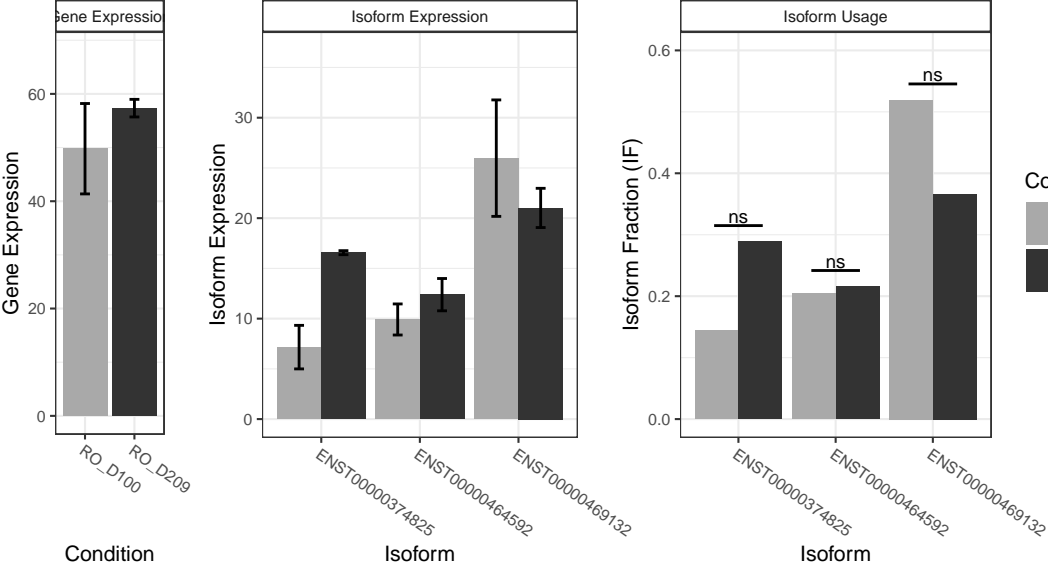 Gene Expression
Isoform Expression
Isoform Usage
Gene Expression
60
40
20
0
RO_D100
RO_D209
Condition
Isoform Expression
30
20
10
0
ENST00000374825
ENST00000464592
ENST00000469132
Isoform
Isoform Fraction (IF)
0.6
0.4
0.2
0.0
ns
ns
ns
ENST00000374825
ENST00000464592
ENST00000469132
Isoform
Co